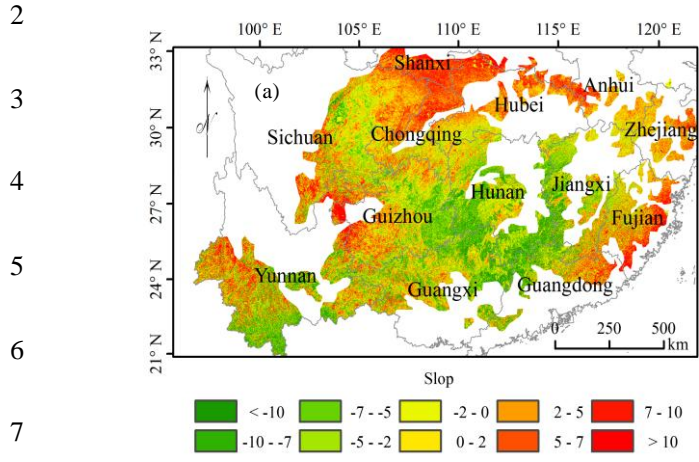 2
100° E 105° E 110° E 115° E 120° E
33° N
Shanxi
(a)
Anhui
3
Hubei
30° N
Chongqing
Zhejiang
Sichuan
4
Hunan
Jiangxi
27° N
Guizhou
Fujian
5
Yunnan
Guangxi
Guangdong
24° N
0 250 500
km
6
21° N
Slop
< -10 -7 - -5 -2 - 0 2 - 5 7 - 10
7
-10 - -7 -5 - -2 0 - 2 5 - 7 > 10